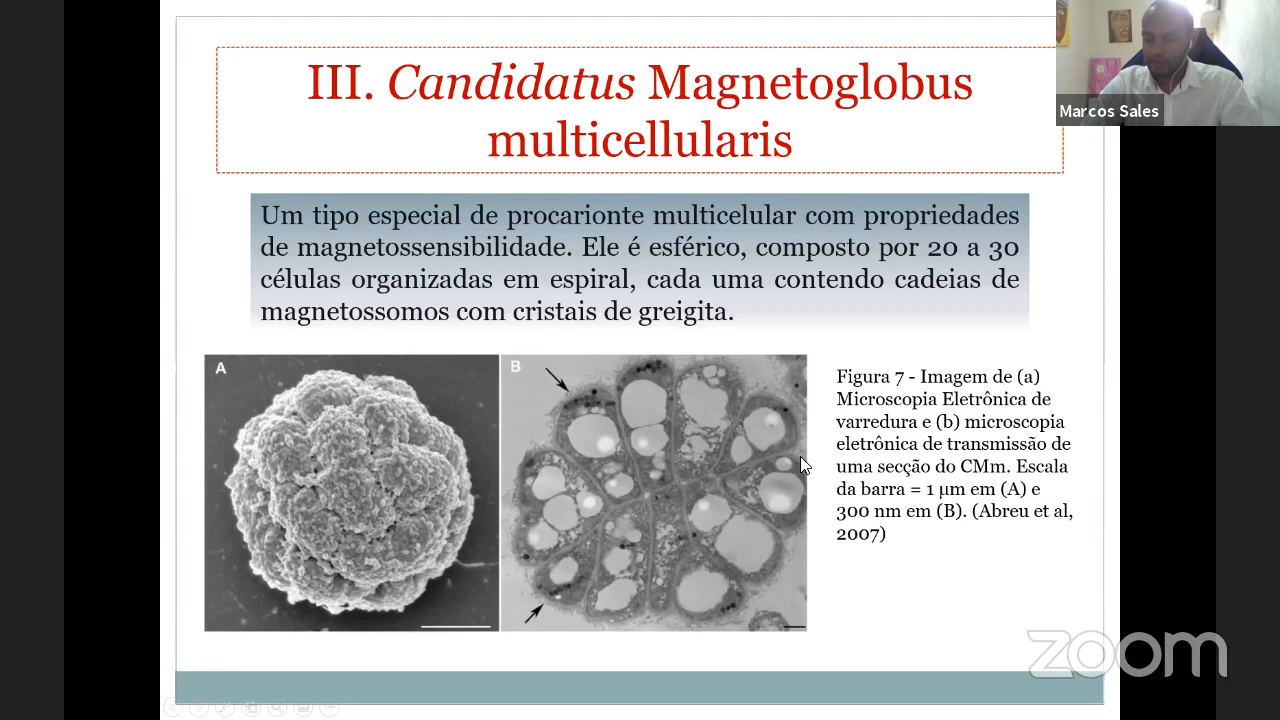 III. Candidatus Magnetoglobus
multicellularis
Marcos Sales
Um tipo especial de procarionte multicelular com propriedades
de magnetossensibilidade. Ele é esférico, composto por 20 a 30
células organizadas em espiral, cada uma contendo cadeias de
magnetossomos com cristais de greigita.
A
B
Figura 7 - Imagem de (a)
Microscopia Eletrônica de
varredura e (b) microscopia
eletrônica de transmissão de
uma secção do CMm. Escala
da barra = 1 µm em (A) e
300 nm em (B). (Abreu et al,
2007)
zoom